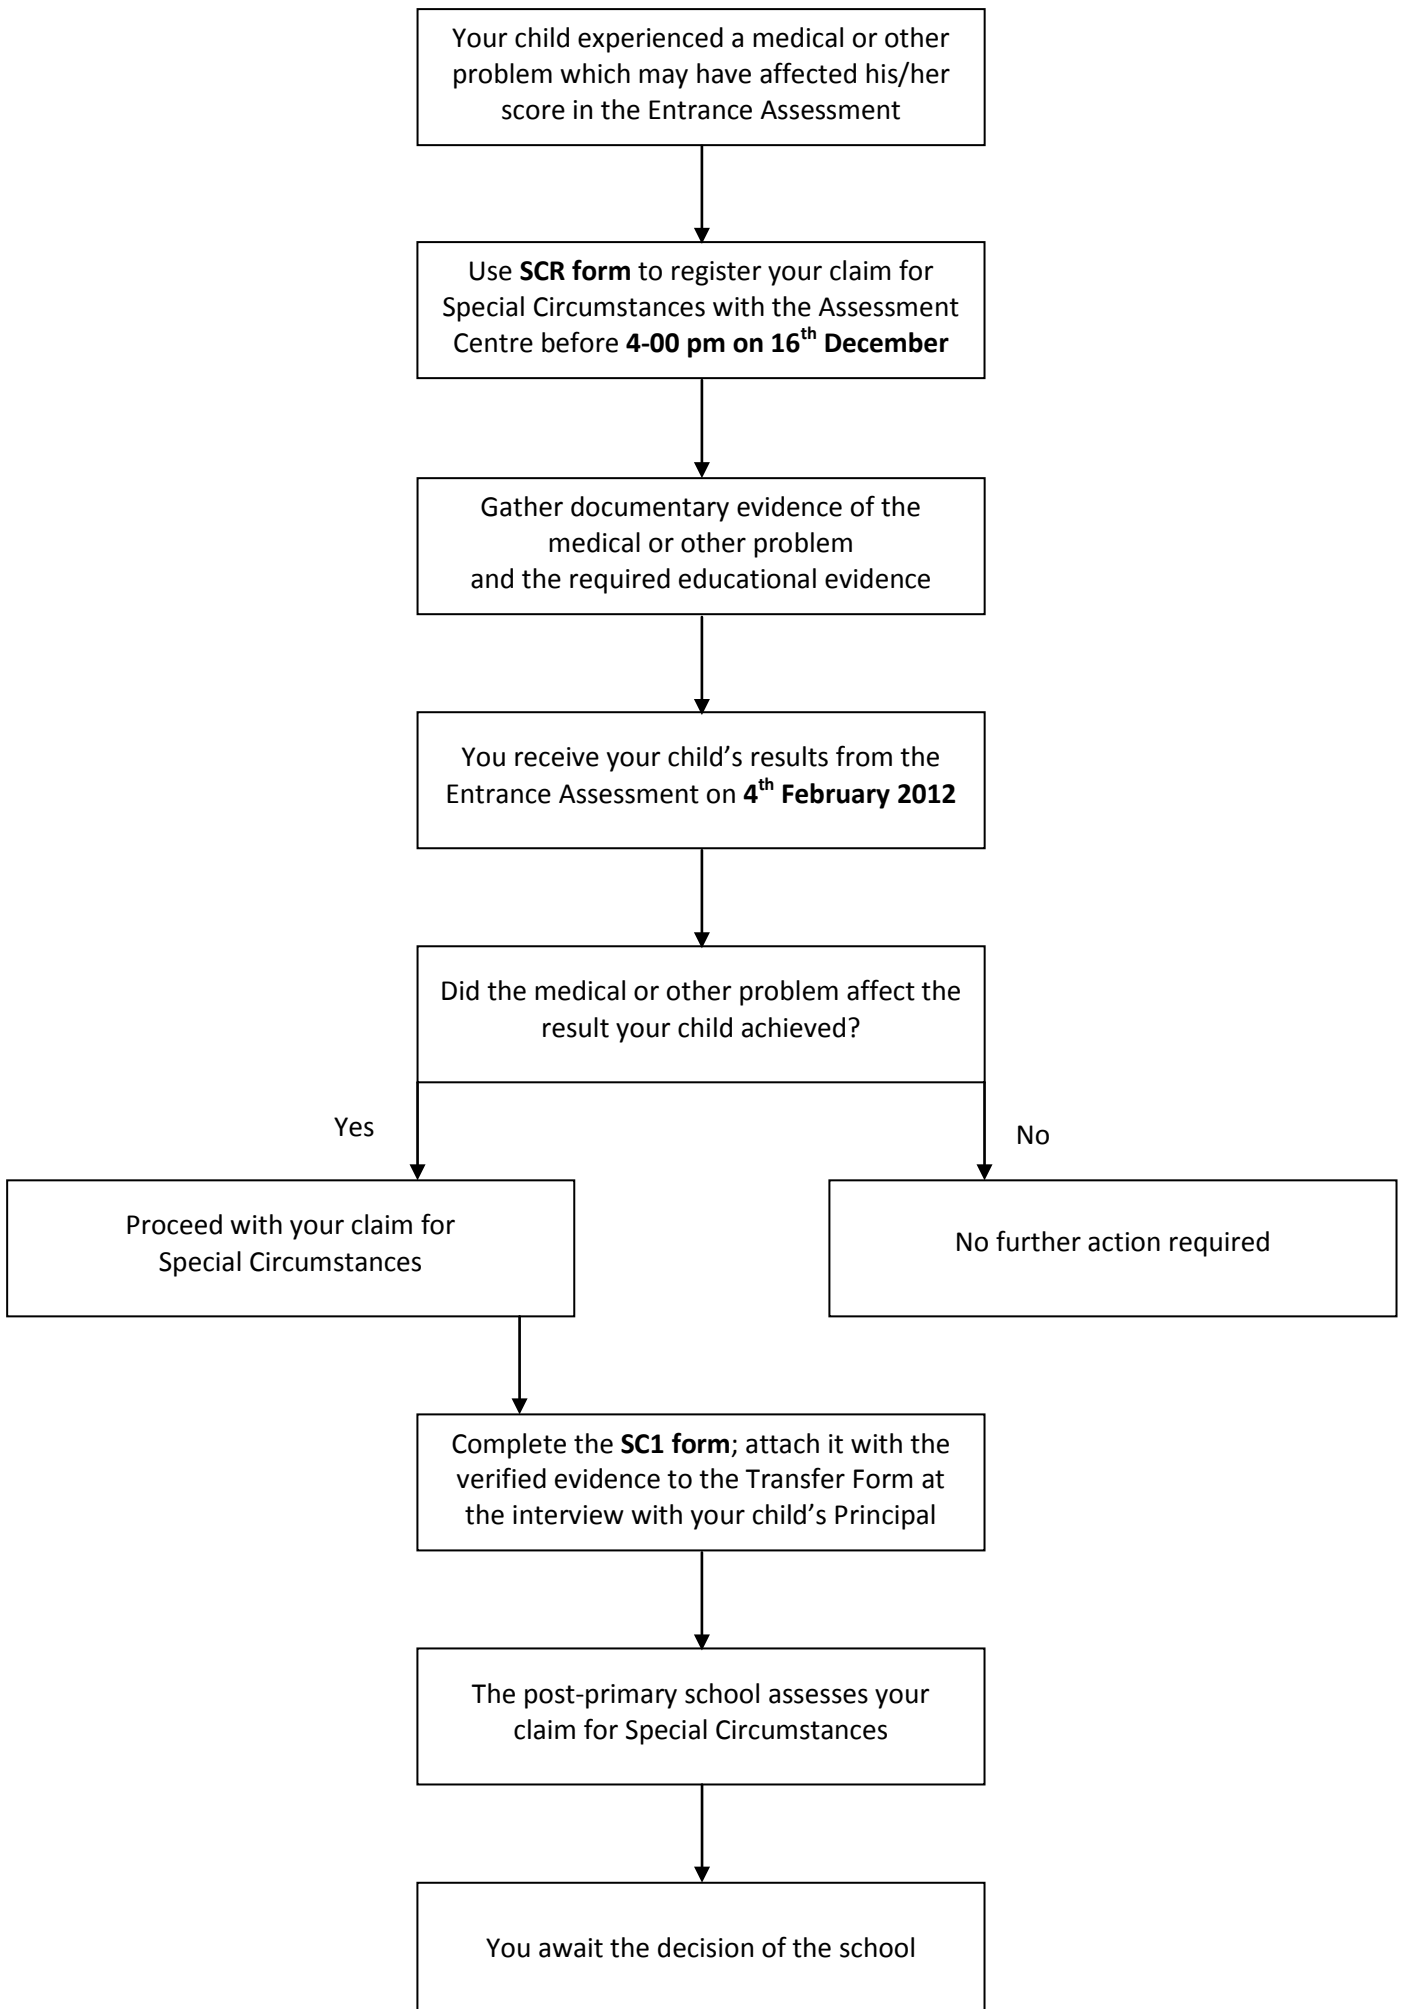 Your child experienced a medical or other
problem which may have affected his/her
score in the Entrance Assessment
Use SCR form to register your claim for
Special Circumstances with the Assessment
Centre before 4-00 pm on 16th December
Gather documentary evidence of the
medical or other problem
and the required educational evidence
You receive your child’s results from the
Entrance Assessment on 4th February 2012
Did the medical or other problem affect the
result your child achieved?
Yes
No
Proceed with your claim for
Special Circumstances
No further action required
Complete the SC1 form; attach it with the
verified evidence to the Transfer Form at
the interview with your child’s Principal
The post-primary school assesses your
claim for Special Circumstances
You await the decision of the school